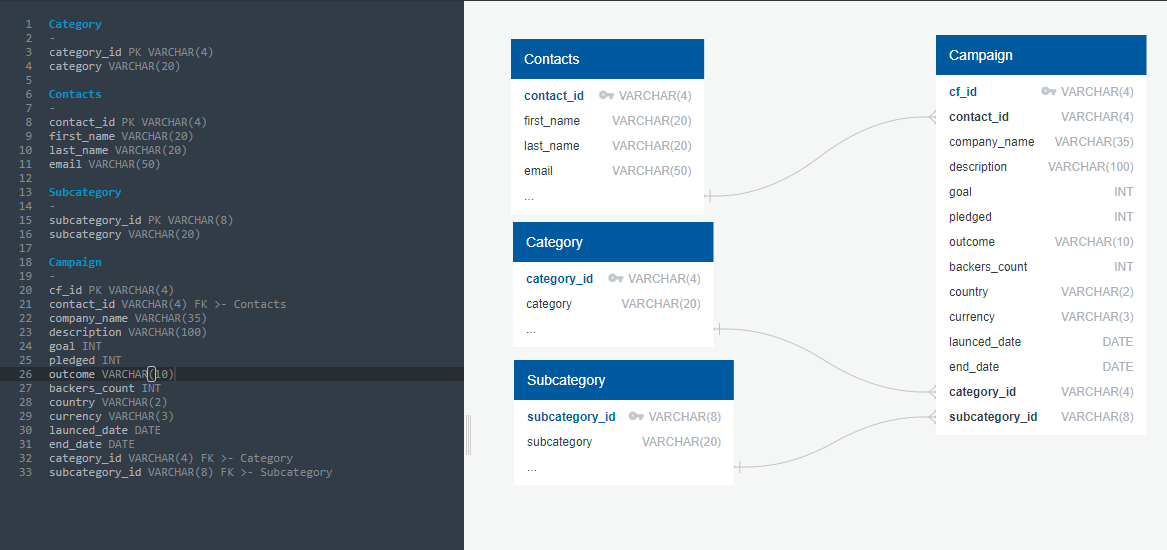 1 Category
2 -
3 category_id PK VARCHAR(4)
4 category VARCHAR(20)
5
6 Contacts
7 -
8 contact_id PK VARCHAR(4)
9 first_name VARCHAR(20)
10 last_name VARCHAR(20)
11 email VARCHAR(50)
12
13 Subcategory
14 -
15 subcategory_id PK VARCHAR(8)
16 subcategory VARCHAR(20)
17
18 Campaign
19 -
20 cf_id PK VARCHAR(4)
21 contact_id VARCHAR(4) FK >- Contacts
22 company_name VARCHAR(35)
23 description VARCHAR(100)
24 goal INT
25 pledged INT
26 outcome VARCHAR(10)
27 backers_count INT
28 country VARCHAR(2)
29 currency VARCHAR(3)
30 launced_date DATE
31 end_date DATE
32 category_id VARCHAR(4) FK >- Category
33 subcategory_id VARCHAR(8) FK >- Subcategory
Contacts
contact_id VARCHAR(4)
first_name VARCHAR(20)
last_name VARCHAR(20)
email VARCHAR(50)
...
Category
category_id VARCHAR(4)
category VARCHAR(20)
...
Subcategory
subcategory_id VARCHAR(8)
subcategory VARCHAR(20)
...
Campaign
cf_id VARCHAR(4)
contact_id VARCHAR(4)
company_name VARCHAR(35)
description VARCHAR(100)
goal INT
pledged INT
outcome VARCHAR(10)
backers_count INT
country VARCHAR(2)
currency VARCHAR(3)
launced_date DATE
end_date DATE
category_id VARCHAR(4)
subcategory_id VARCHAR(8)